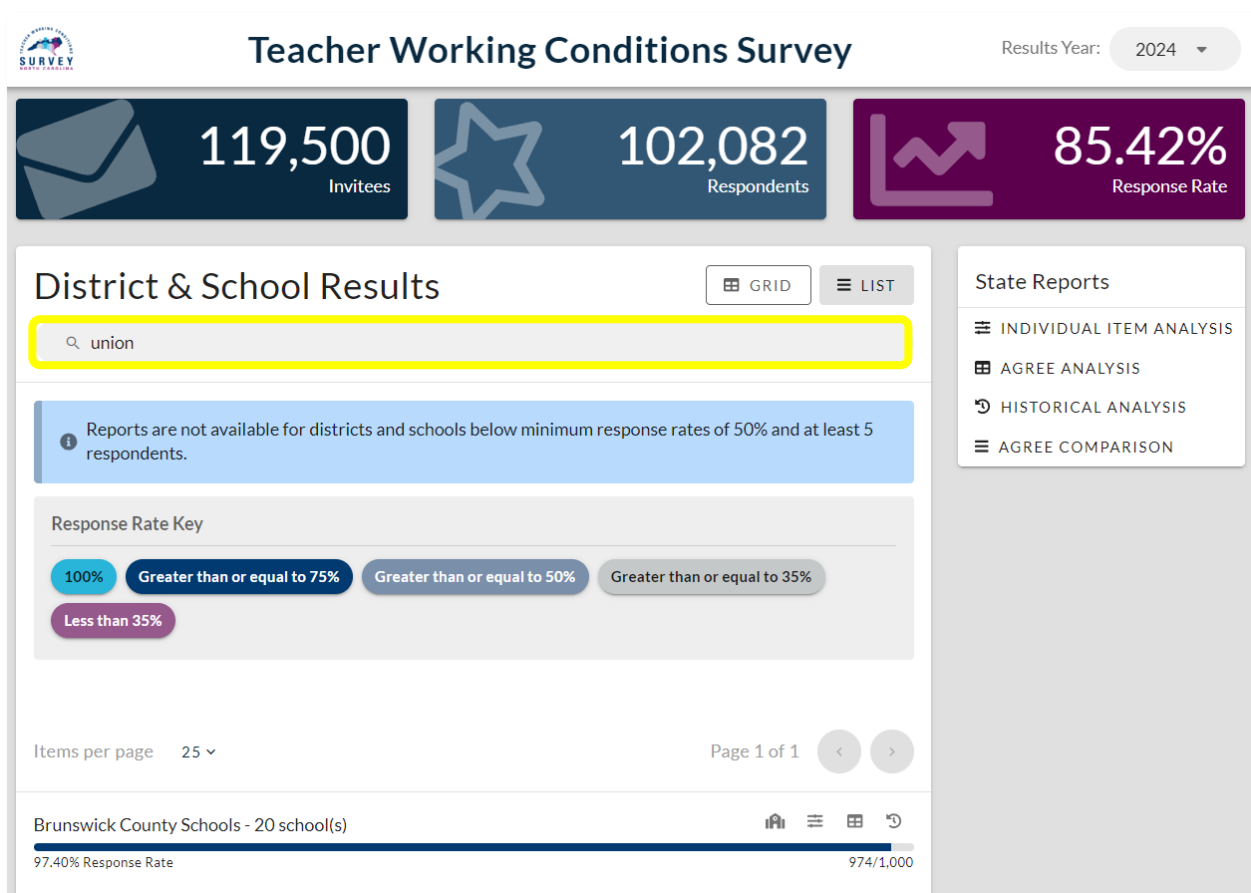 TEACHER WORKING CONDITIONS
SURVEY
NORTH CAROLINA
Teacher Working Conditions Survey
Results Year: 2024
119,500
Invitees
102,082
Respondents
85.42%
Response Rate
District & School Results
GRID
LIST
union
Reports are not available for districts and schools below minimum response rates of 50% and at least 5
respondents.
Response Rate Key
100% Greater than or equal to 75% Greater than or equal to 50% Greater than or equal to 35%
Less than 35%
Items per page 25
Page 1 of 1
Brunswick County Schools - 20 school(s)
97.40% Response Rate 974/1,000
State Reports
INDIVIDUAL ITEM ANALYSIS
AGREE ANALYSIS
HISTORICAL ANALYSIS
AGREE COMPARISON